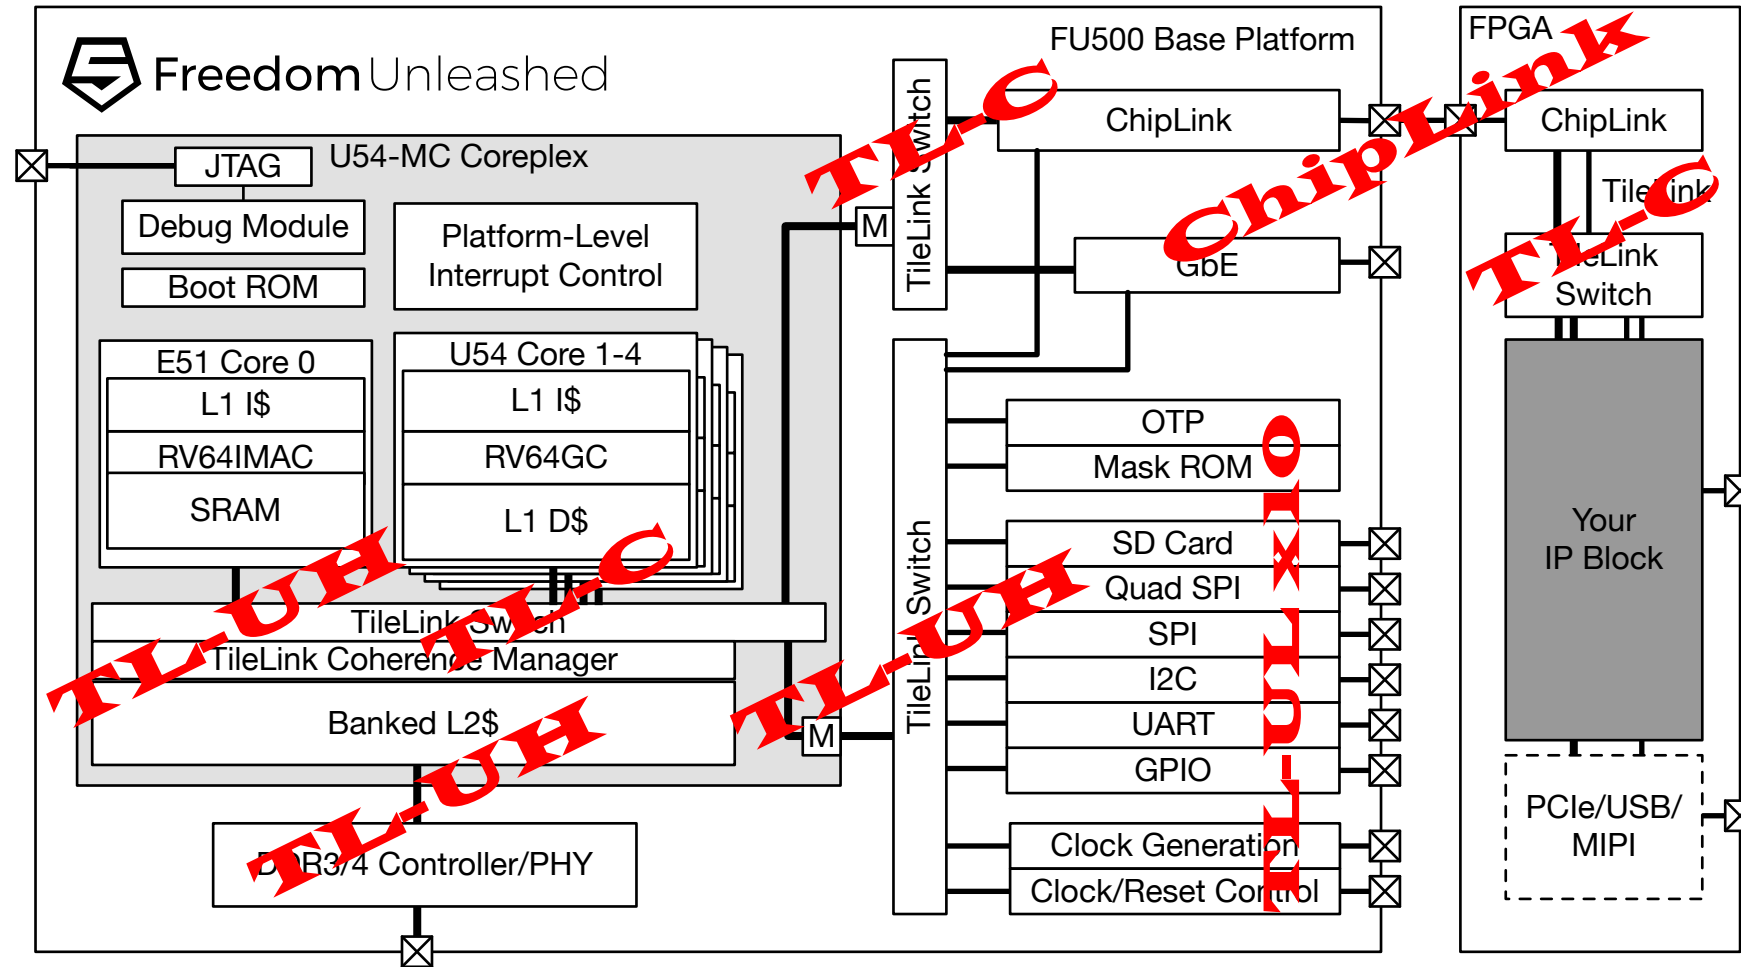 Freedom Unleashed
FU500 Base Platform
FPGA
JTAG
U54-MC Coreplex
Debug Module
Boot ROM
Platform-Level
Interrupt Control
E51 Core 0
L1 I$
RV64IMAC
SRAM
U54 Core 1-4
L1 I$
RV64GC
L1 D$
TileLink Switch
TileLink Coherence Manager
Banked L2$
DDR3/4 Controller/PHY
M
M
TileLink Switch
TileLink Switch
ChipLink
GbE
OTP
Mask ROM
SD Card
Quad SPI
SPI
I2C
UART
GPIO
Clock Generation
Clock/Reset Control
ChipLink
TileLink
TileLink
Switch
Your
IP Block
PCIe/USB/
MIPI
TL-UH
TL-C
TL-UH
TL-C
TL-UH
TL-UL x10
ChipLink
TL-C